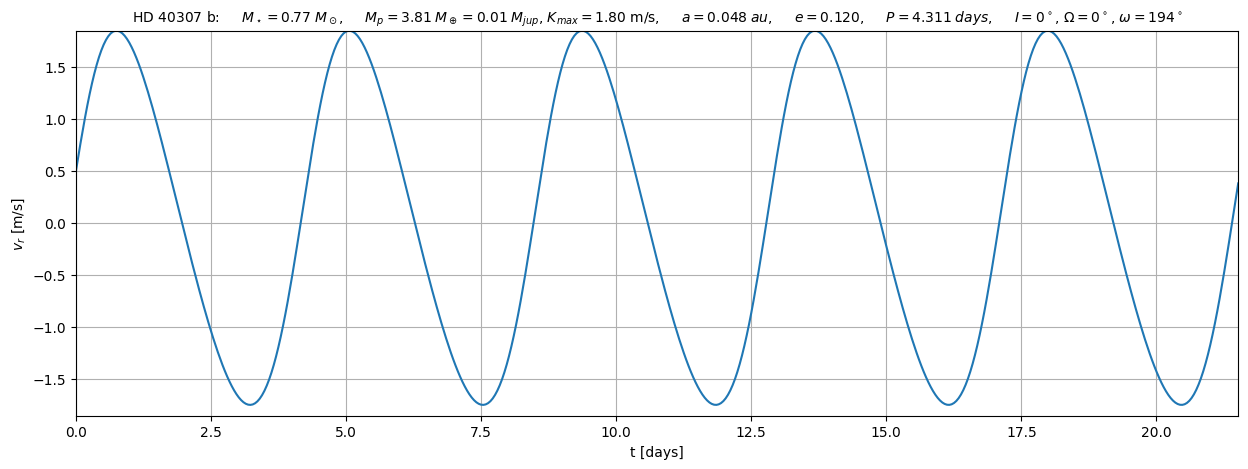 HD 40307 b: M⋆ = 0.77 M⊙, Mp = 3.81 M⊕ = 0.01 Mjup, Kmax = 1.80 m/s, a = 0.048 au, e = 0.120, P = 4.311 days, I = 0°, Ω = 0°, ω = 194°
1.5
1.0
0.5
0.0
−0.5
−1.0
−1.5
vr [m/s]
0.0 2.5 5.0 7.5 10.0 12.5 15.0 17.5 20.0
t [days]